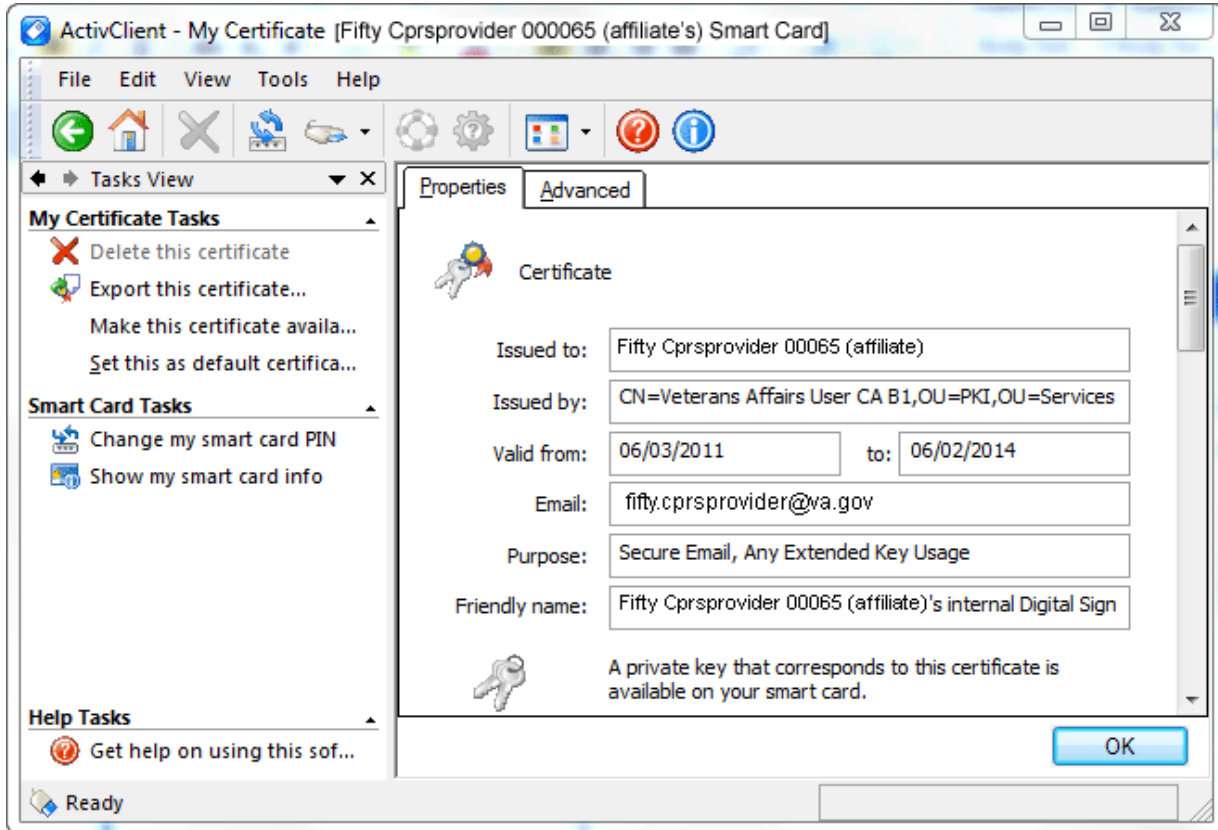 ActivClient - My Certificate [Fifty Cprsprovider 000065 (affiliate's) Smart Card]
File Edit View Tools Help
Tasks View
My Certificate Tasks
Delete this certificate
Export this certificate...
Make this certificate availa...
Set this as default certifica...
Smart Card Tasks
Change my smart card PIN
Show my smart card info
Help Tasks
Get help on using this sof...
Properties Advanced
Certificate
Issued to: Fifty Cprsprovider 00065 (affiliate)
Issued by: CN=Veterans Affairs User CA B1,OU=PKI,OU=Services
Valid from: 06/03/2011 to: 06/02/2014
Email: fifty.cprsprovider@va.gov
Purpose: Secure Email, Any Extended Key Usage
Friendly name: Fifty Cprsprovider 00065 (affiliate)'s internal Digital Sign
A private key that corresponds to this certificate is
available on your smart card.
OK
Ready